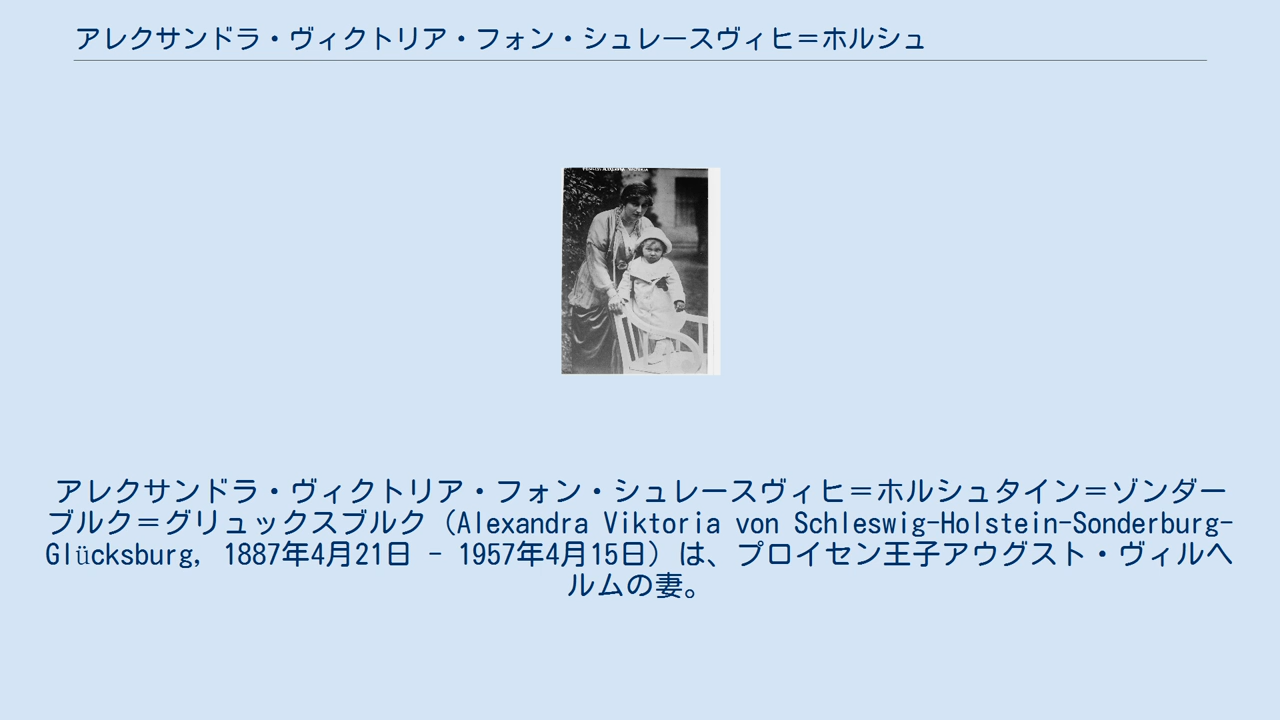 アレクサンドラ・ヴィクトリア・フォン・シュレースヴィヒ＝ホルシュ
アレクサンドラ・ヴィクトリア・フォン・シュレースヴィヒ＝ホルシュタイン＝ゾンダー
ブルク＝グリュックスブルク（Alexandra Viktoria von Schleswig-Holstein-Sonderburg-
Glücksburg, 1887年4月21日 - 1957年4月15日）は、プロイセン王子アウグスト・ヴィルヘ
ルムの妻。